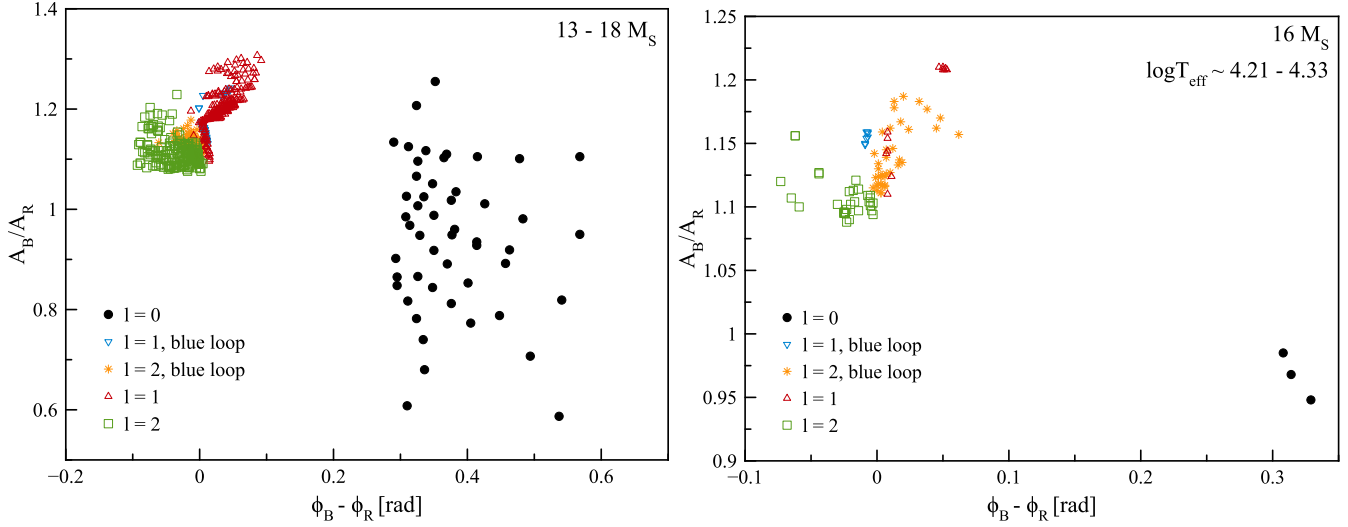 1.4
1.2
1
0.8
0.6
A_B/A_R
13 - 18 M_S
l = 0
l = 1, blue loop
l = 2, blue loop
l = 1
l = 2
−0.2
0
0.2
0.4
0.6
ϕ_B - ϕ_R [rad]
1.25
1.2
1.15
1.1
1.05
1
0.95
0.9
A_B/A_R
16 M_S
logT_eff ~ 4.21 - 4.33
l = 0
l = 1, blue loop
l = 2, blue loop
l = 1
l = 2
−0.1
0
0.1
0.2
0.3
ϕ_B - ϕ_R [rad]